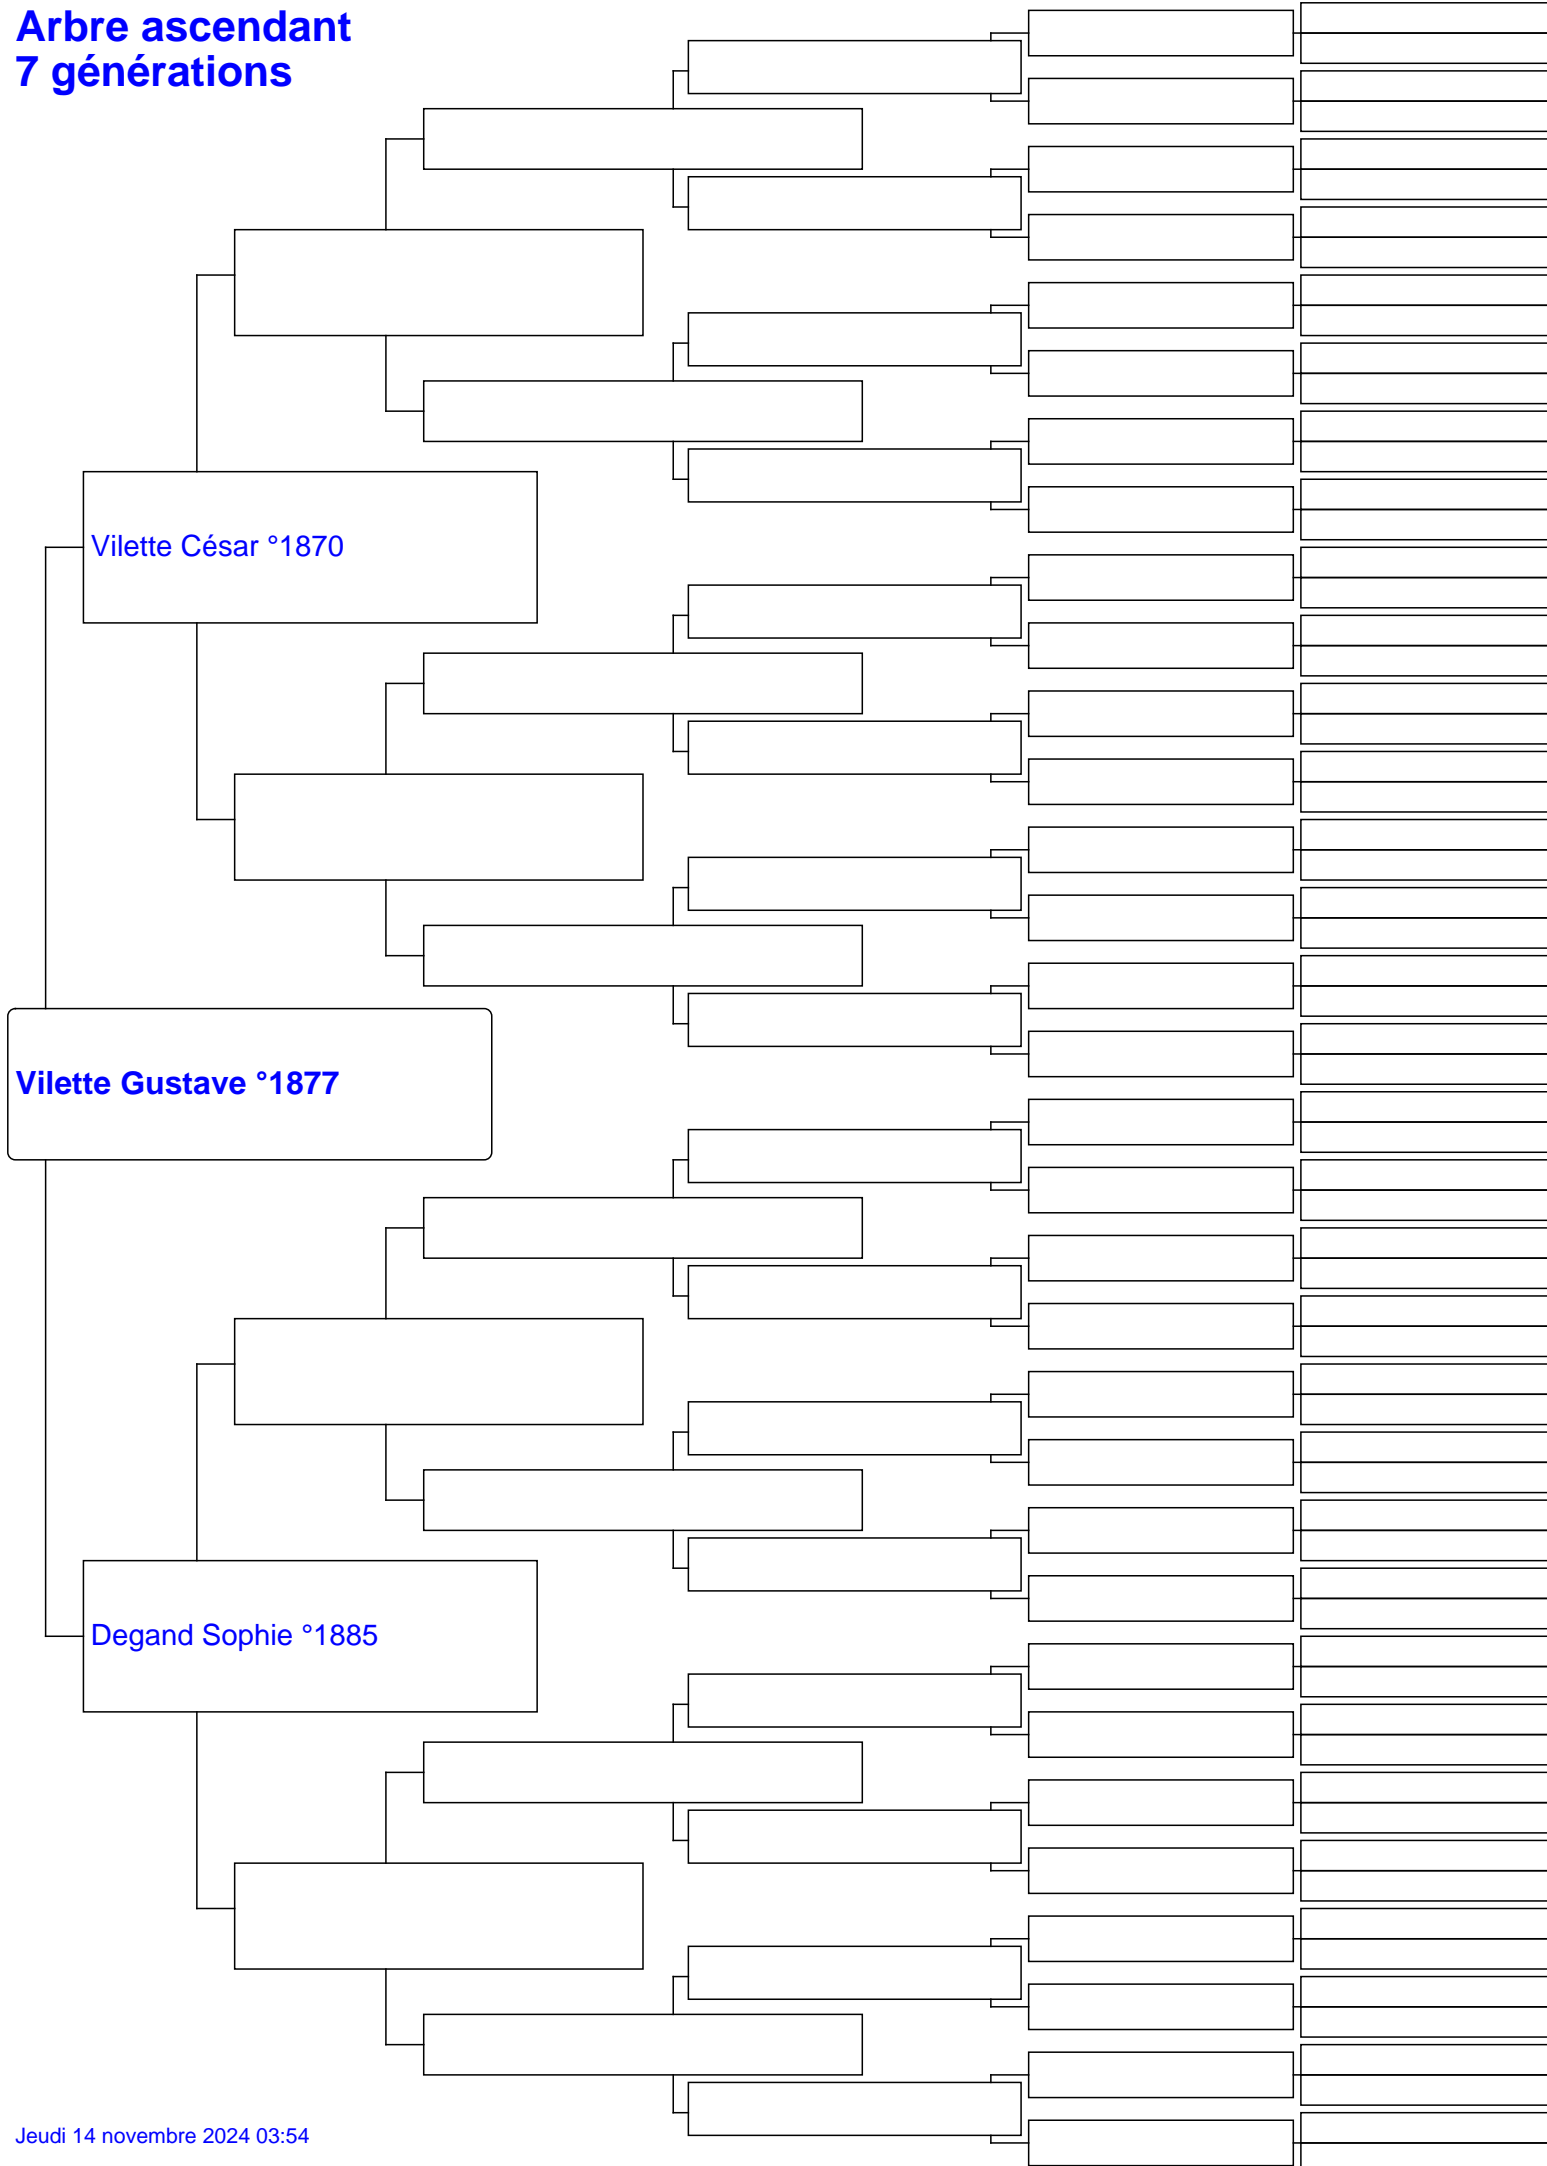 Arbre ascendant
7 générations
Vilette César °1870
Vilette Gustave °1877
Degand Sophie °1885
Jeudi 14 novembre 2024 03:54